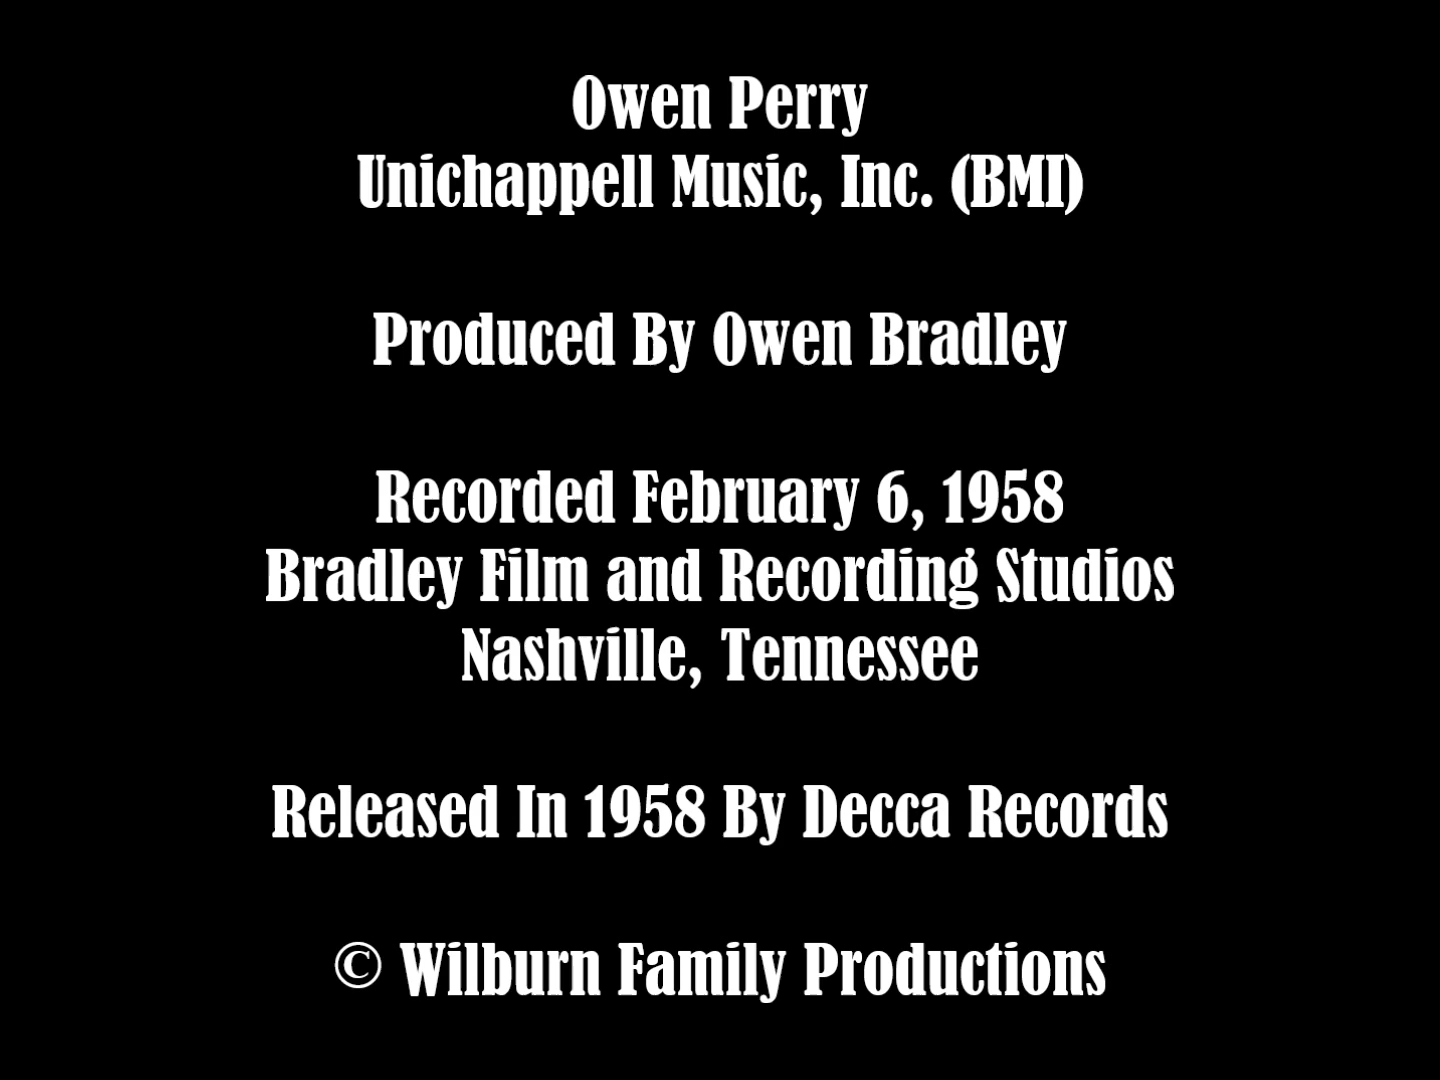 Owen Perry
Unichappell Music, Inc. (BMI)
Produced By Owen Bradley
Recorded February 6, 1958
Bradley Film and Recording Studios
Nashville, Tennessee
Released In 1958 By Decca Records
© Wilburn Family Productions